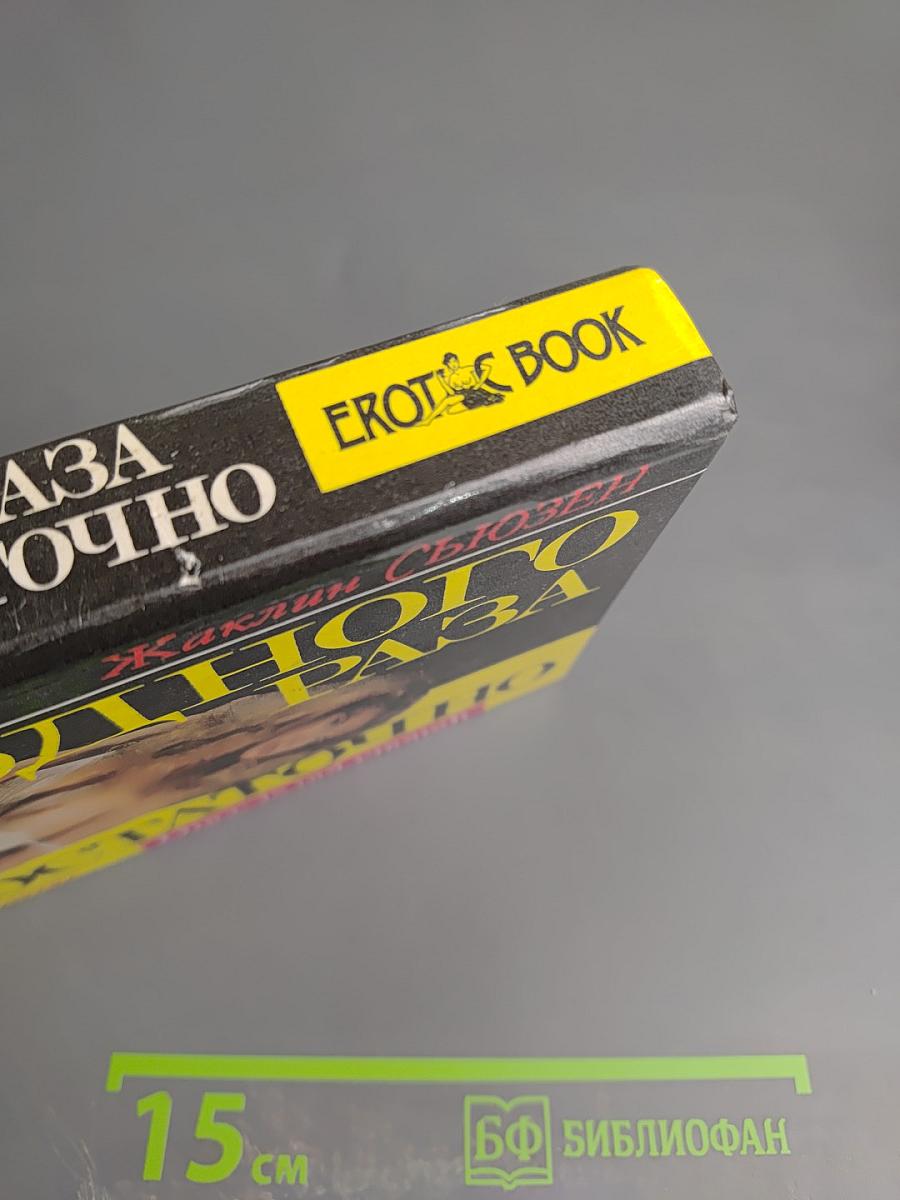 EROTIC BOOK
АЗА
ОЧНО
Жаклин СЬЮЗЕН
ОДНОГО
РАЗА
15 см
БФ БИБЛИОФАН